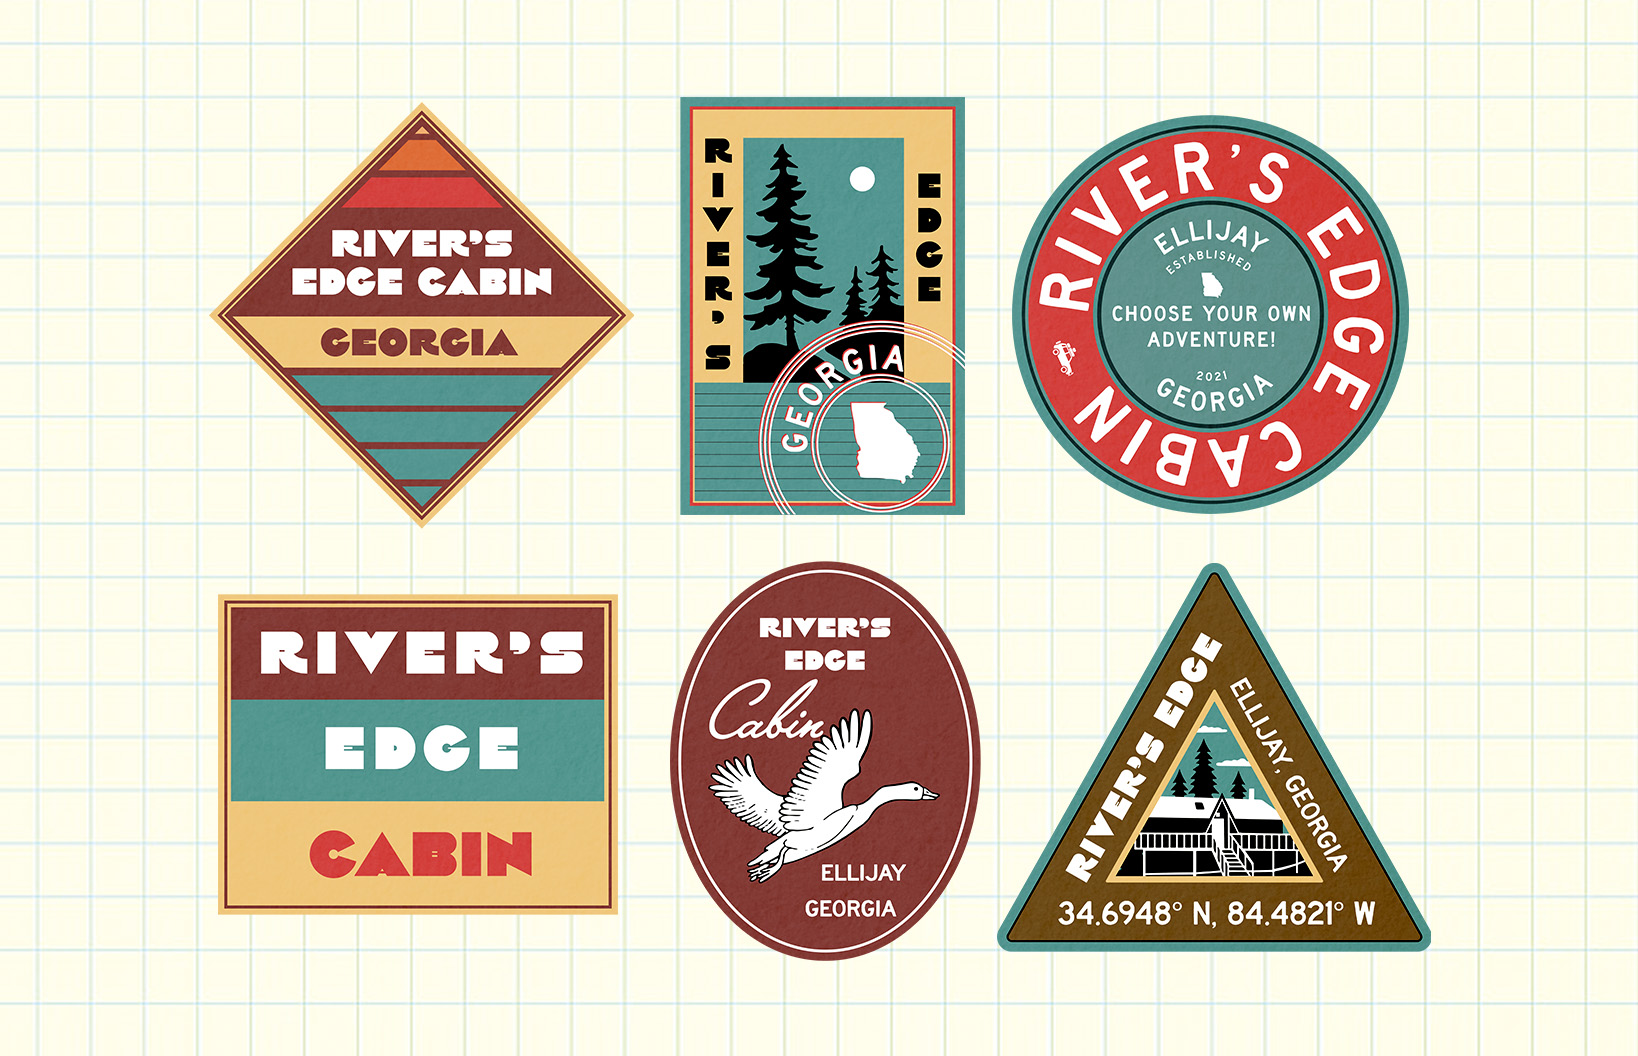 RIVER'S
EDGE CABIN
GEORGIA
RIVER'S
EDGE
GEORGIA
RIVER'S EDGE CABIN
ELLIJAY
ESTABLISHED
CHOOSE YOUR OWN
ADVENTURE!
2021
GEORGIA
RIVER'S
EDGE
CABIN
RIVER'S
EDGE
Cabin
ELLIJAY
GEORGIA
RIVER'S EDGE
ELLIJAY, GEORGIA
34.6948° N, 84.4821° W